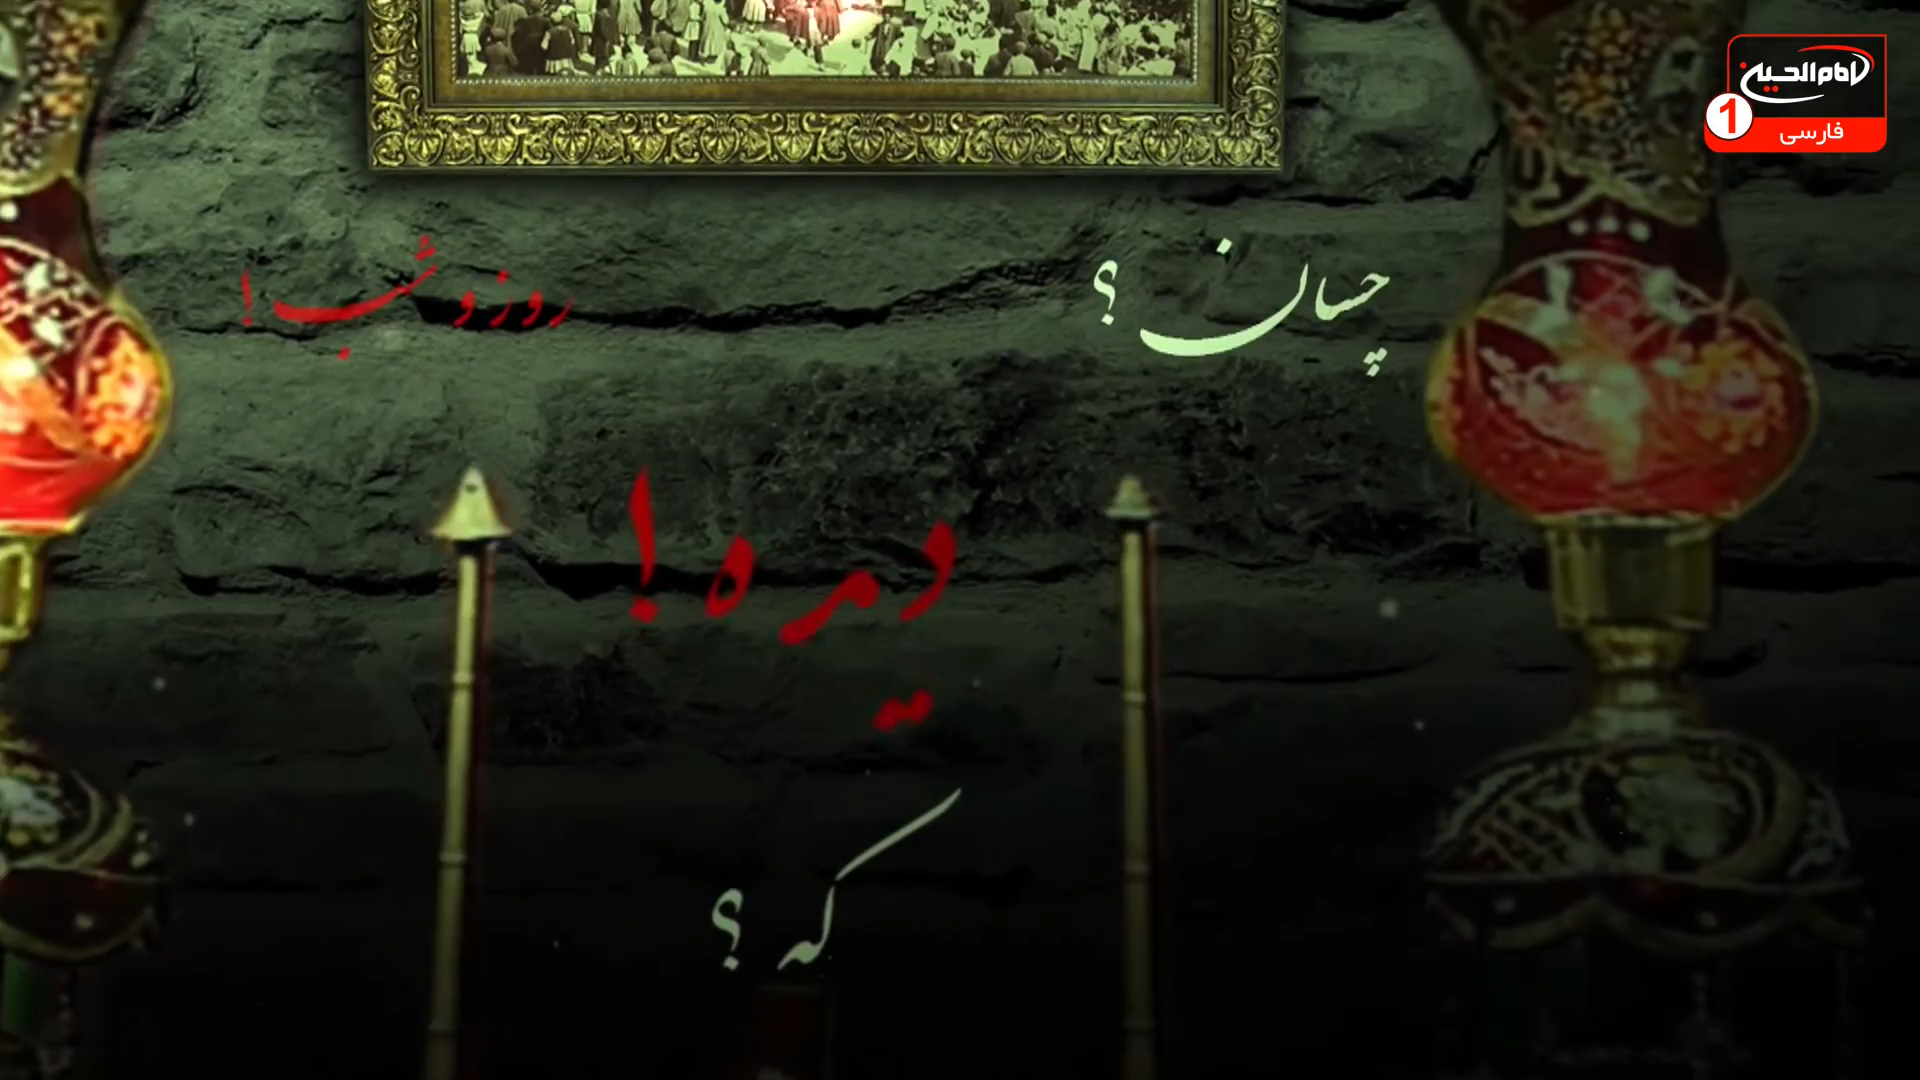 امام الحسین
1
فارسی
چسان ؟
روز و شب !
دیده !
که ؟